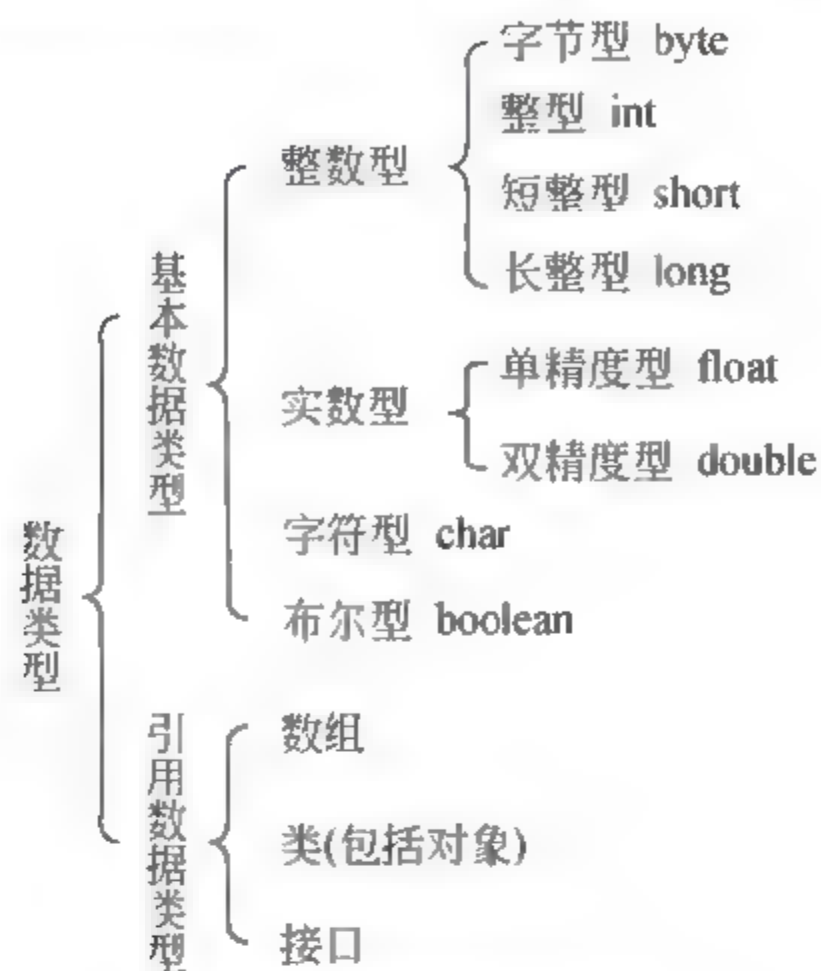 数据类型
基本数据类型
整数型
字节型 byte
整型 int
短整型 short
长整型 long
实数型
单精度型 float
双精度型 double
字符型 char
布尔型 boolean
引用数据类型
数组
类(包括对象)
接口